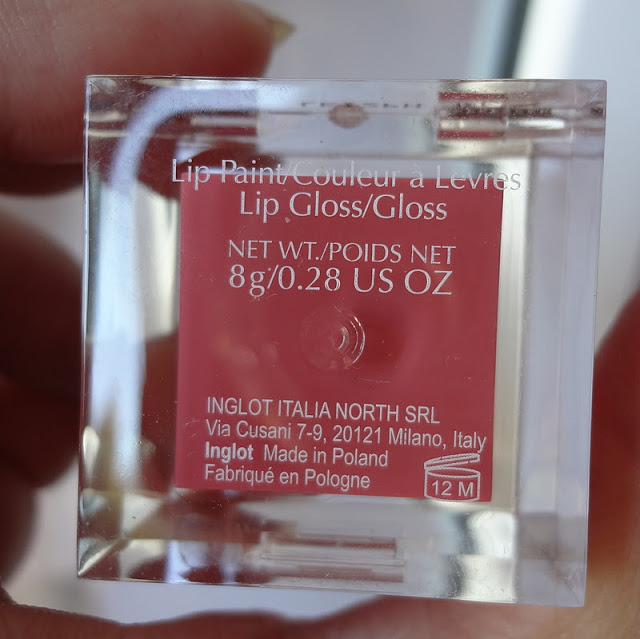 Lip Paint/Couleur à Levres
Lip Gloss/Gloss
NET WT./POIDS NET
8g/0.28 US OZ
INGLOT ITALIA NORTH SRL
Via Cusani 7-9, 20121 Milano, Italy
Inglot Made in Poland
Fabriqué en Pologne
12 M